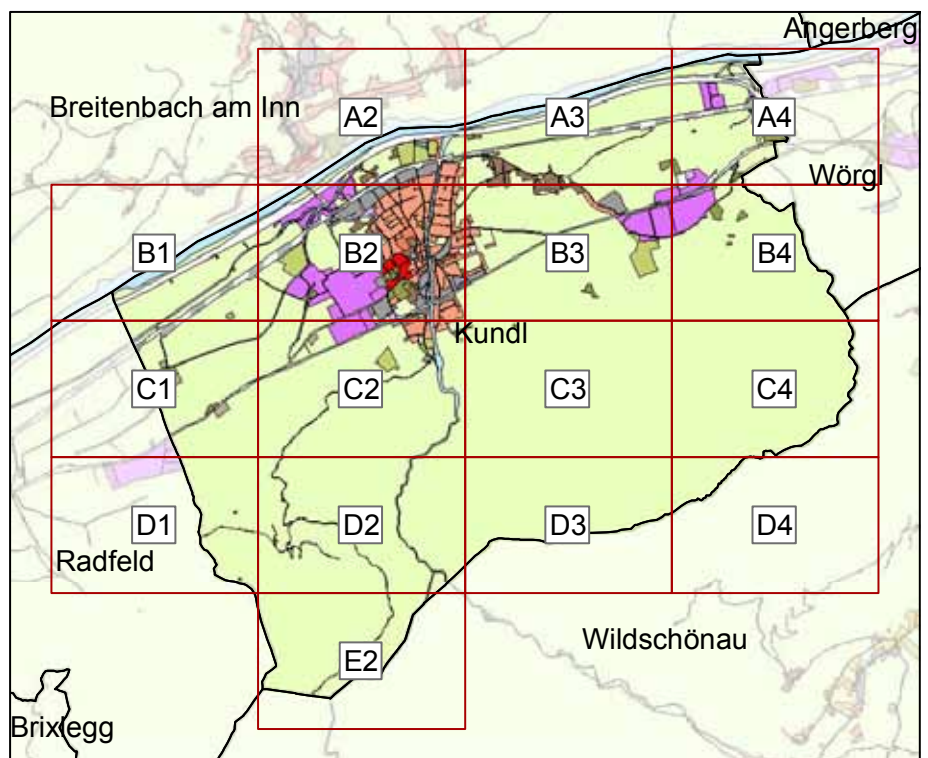 Angerberg
Breitenbach am Inn
A2
A3
A4
Wörgl
B1
B2
B3
B4
Kundl
C1
C2
C3
C4
D1
D2
D3
D4
Radfeld
Wildschönau
E2
Brixlegg